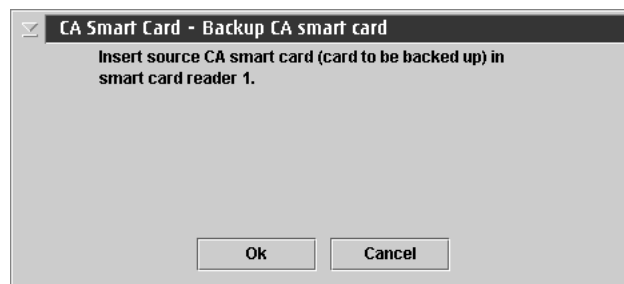 CA Smart Card - Backup CA smart card
Insert source CA smart card (card to be backed up) in
smart card reader 1.
Ok
Cancel